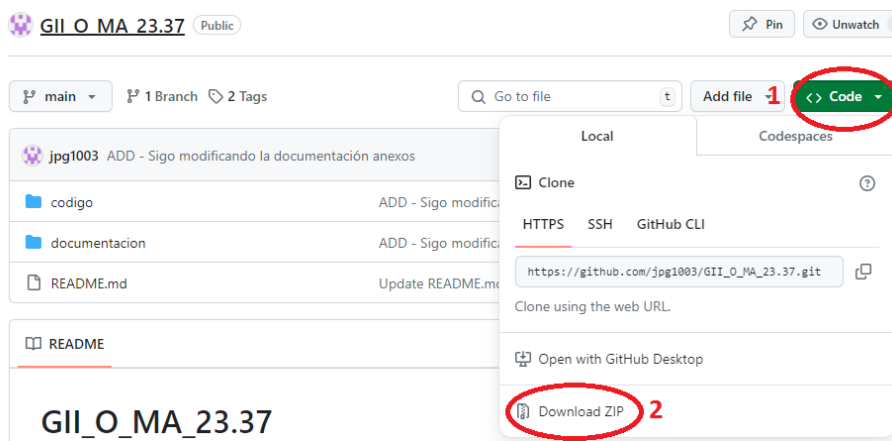 GII_O_MA_23.37 Public Pin Unwatch
main 1 Branch 2 Tags Go to file t Add file 1 <> Code
Local Codespaces
jpg1003 ADD - Sigo modificando la documentación anexos
Clone
codigo ADD - Sigo modifica
HTTPS SSH GitHub CLI
documentacion ADD - Sigo modifica
https://github.com/jpg1003/GII_O_MA_23.37.git
README.md Update README.md
Clone using the web URL.
README
Open with GitHub Desktop
Download ZIP 2
GII_O_MA_23.37